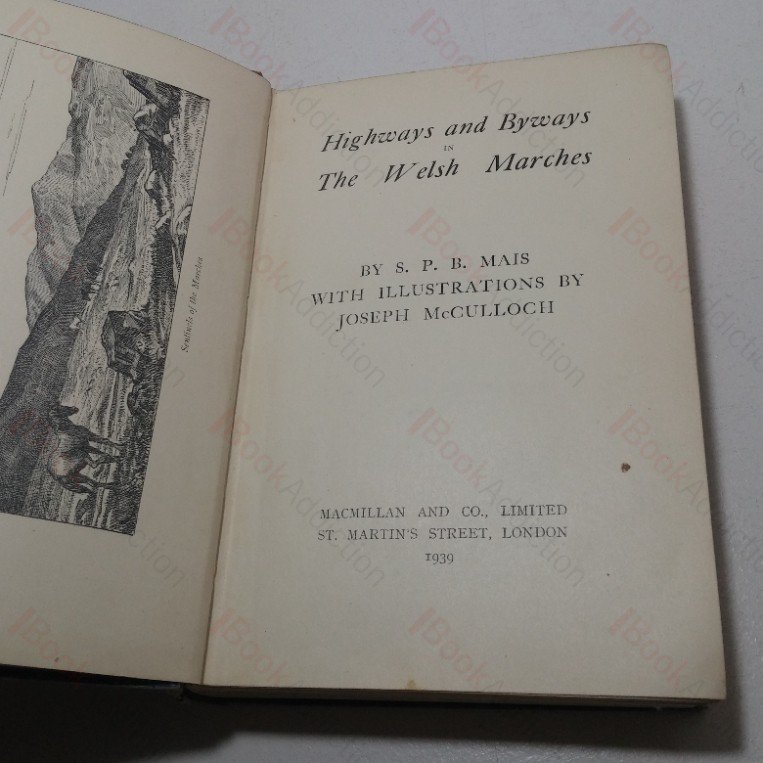 Sentinels of the Marches
Highways and Byways
IN
The Welsh Marches
BY S. P. B. MAIS
WITH ILLUSTRATIONS BY
JOSEPH McCULLOCH
MACMILLAN AND CO., LIMITED
ST. MARTIN'S STREET, LONDON
1939
BookAddiction